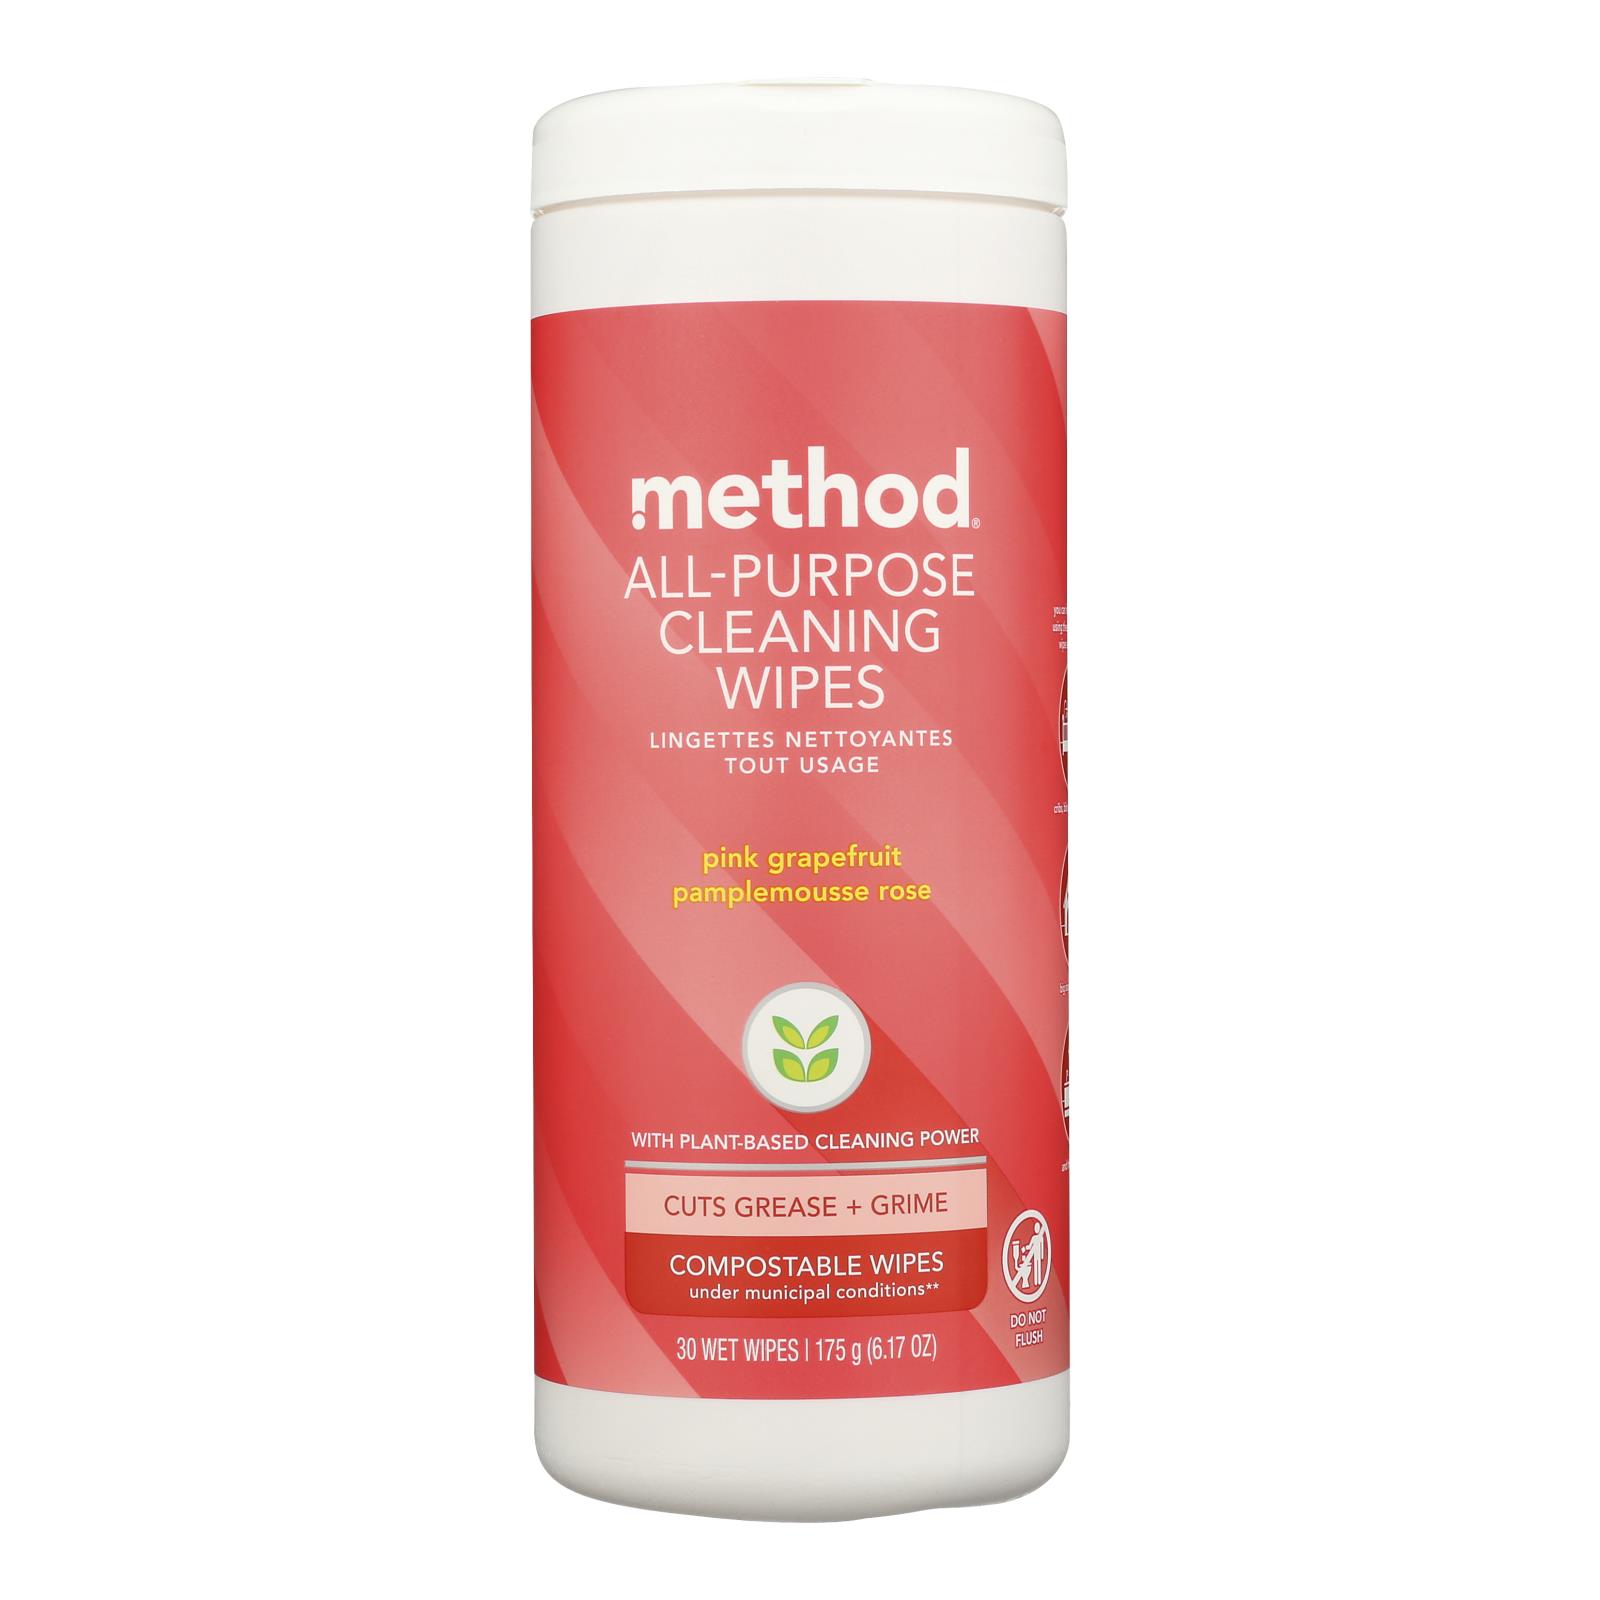 method®
ALL-PURPOSE
CLEANING
WIPES
LINGETTES NETTOYANTES
TOUT USAGE
pink grapefruit
pamplemousse rose
WITH PLANT-BASED CLEANING POWER
CUTS GREASE + GRIME
COMPOSTABLE WIPES
under municipal conditions**
DO NOT
FLUSH
30 WET WIPES | 175 g (6.17 OZ)